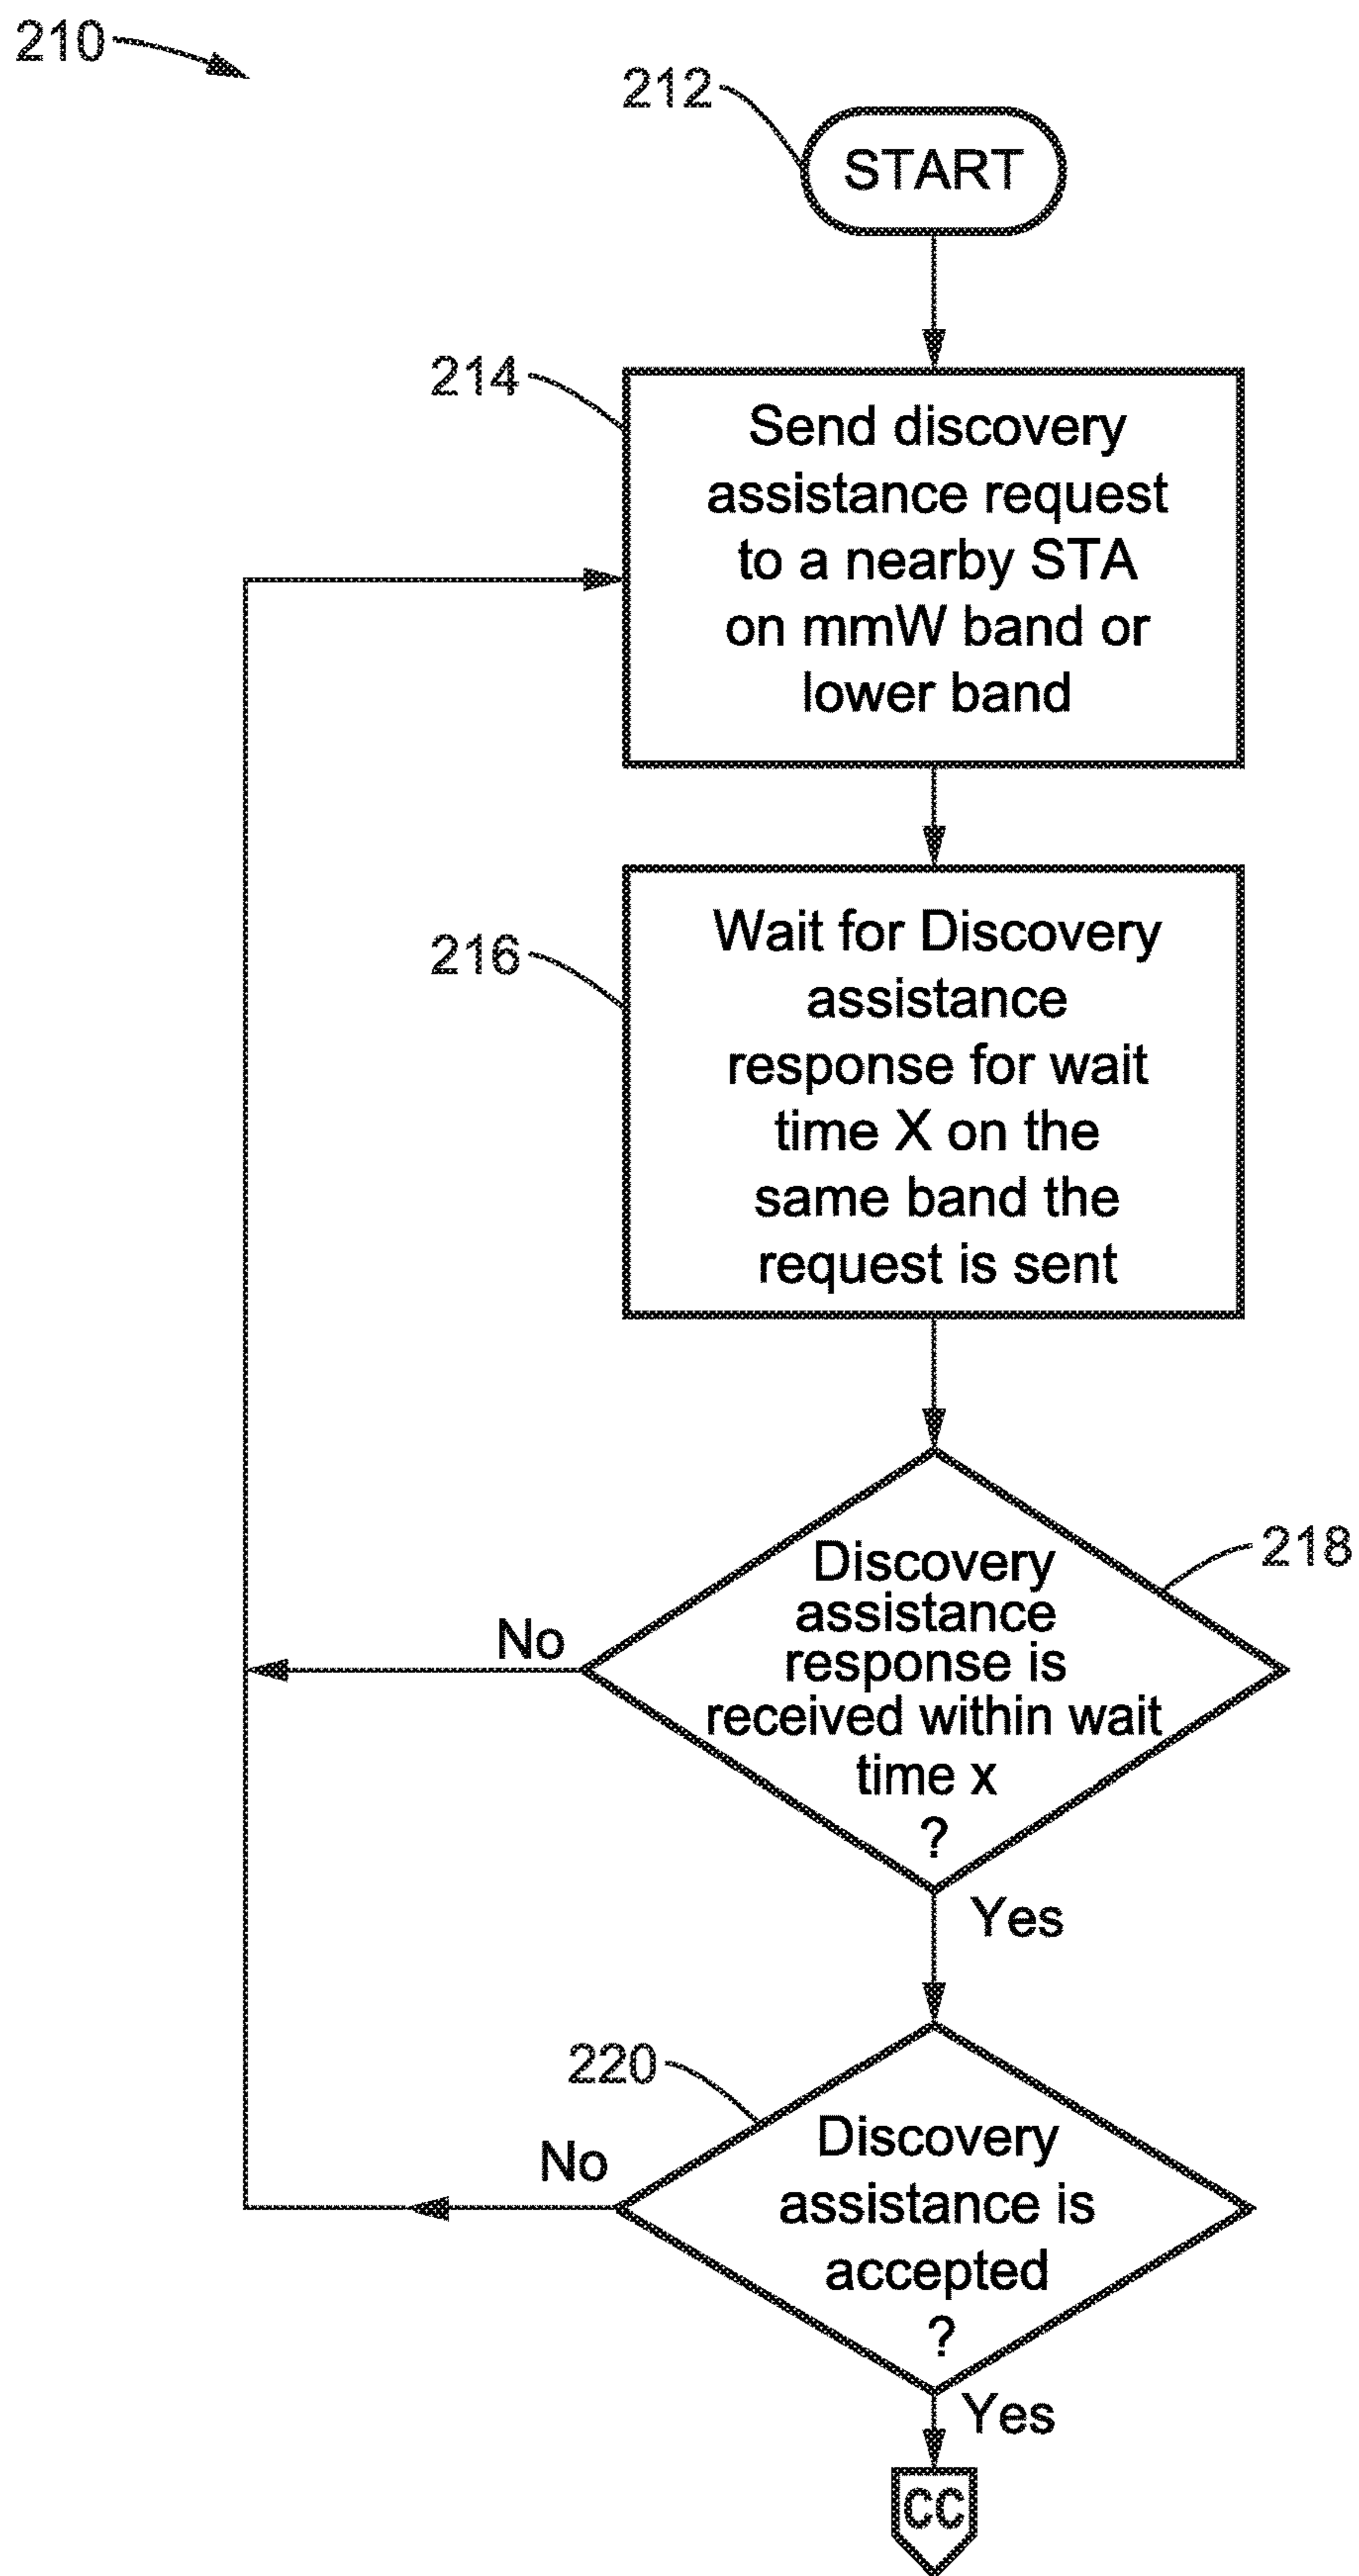 210
212
START
214
Send discovery
assistance request
to a nearby STA
on mmW band or
lower band
216
Wait for Discovery
assistance
response for wait
time X on the
same band the
request is sent
218
Discovery
assistance
response is
received within wait
time x
?
No
Yes
220
Discovery
assistance is
accepted
?
No
Yes
CC